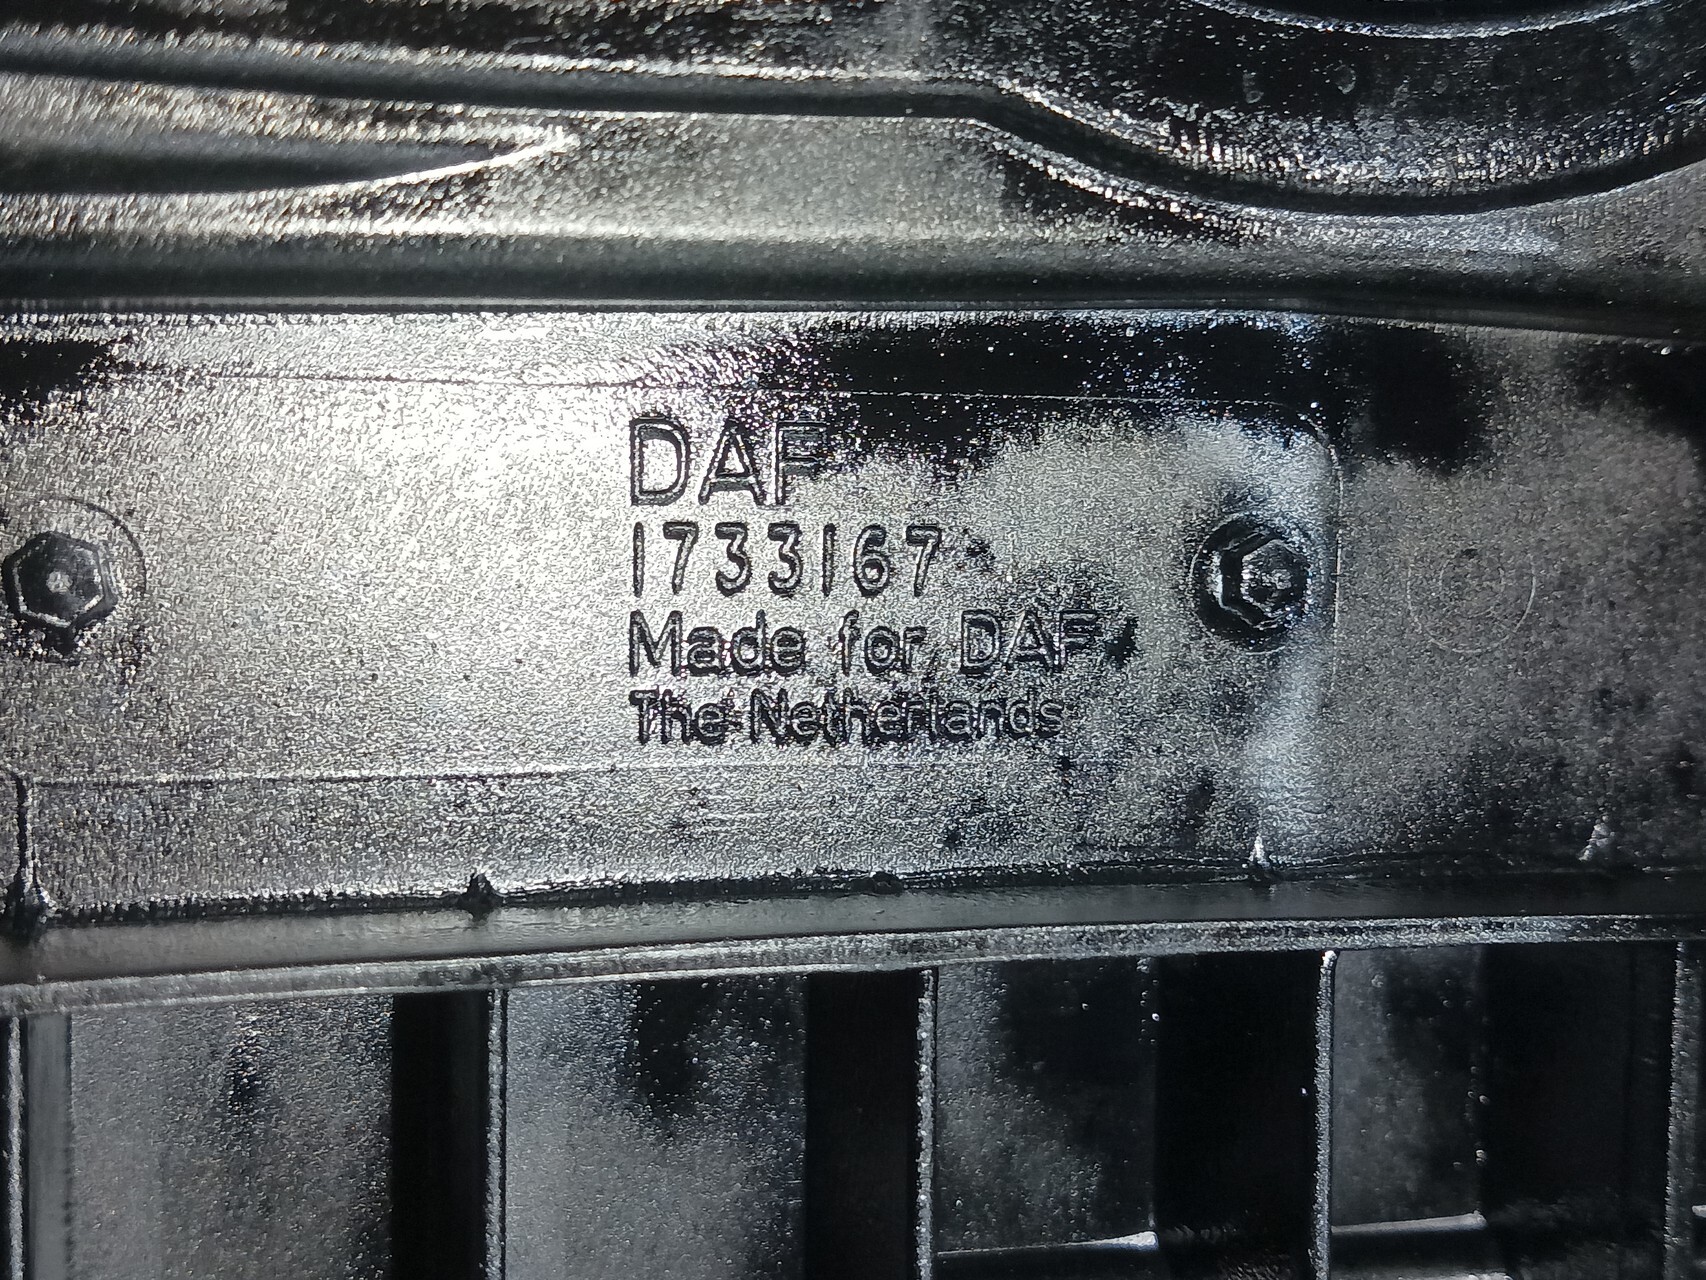 DAF
1733167
Made for DAF
The Netherlands